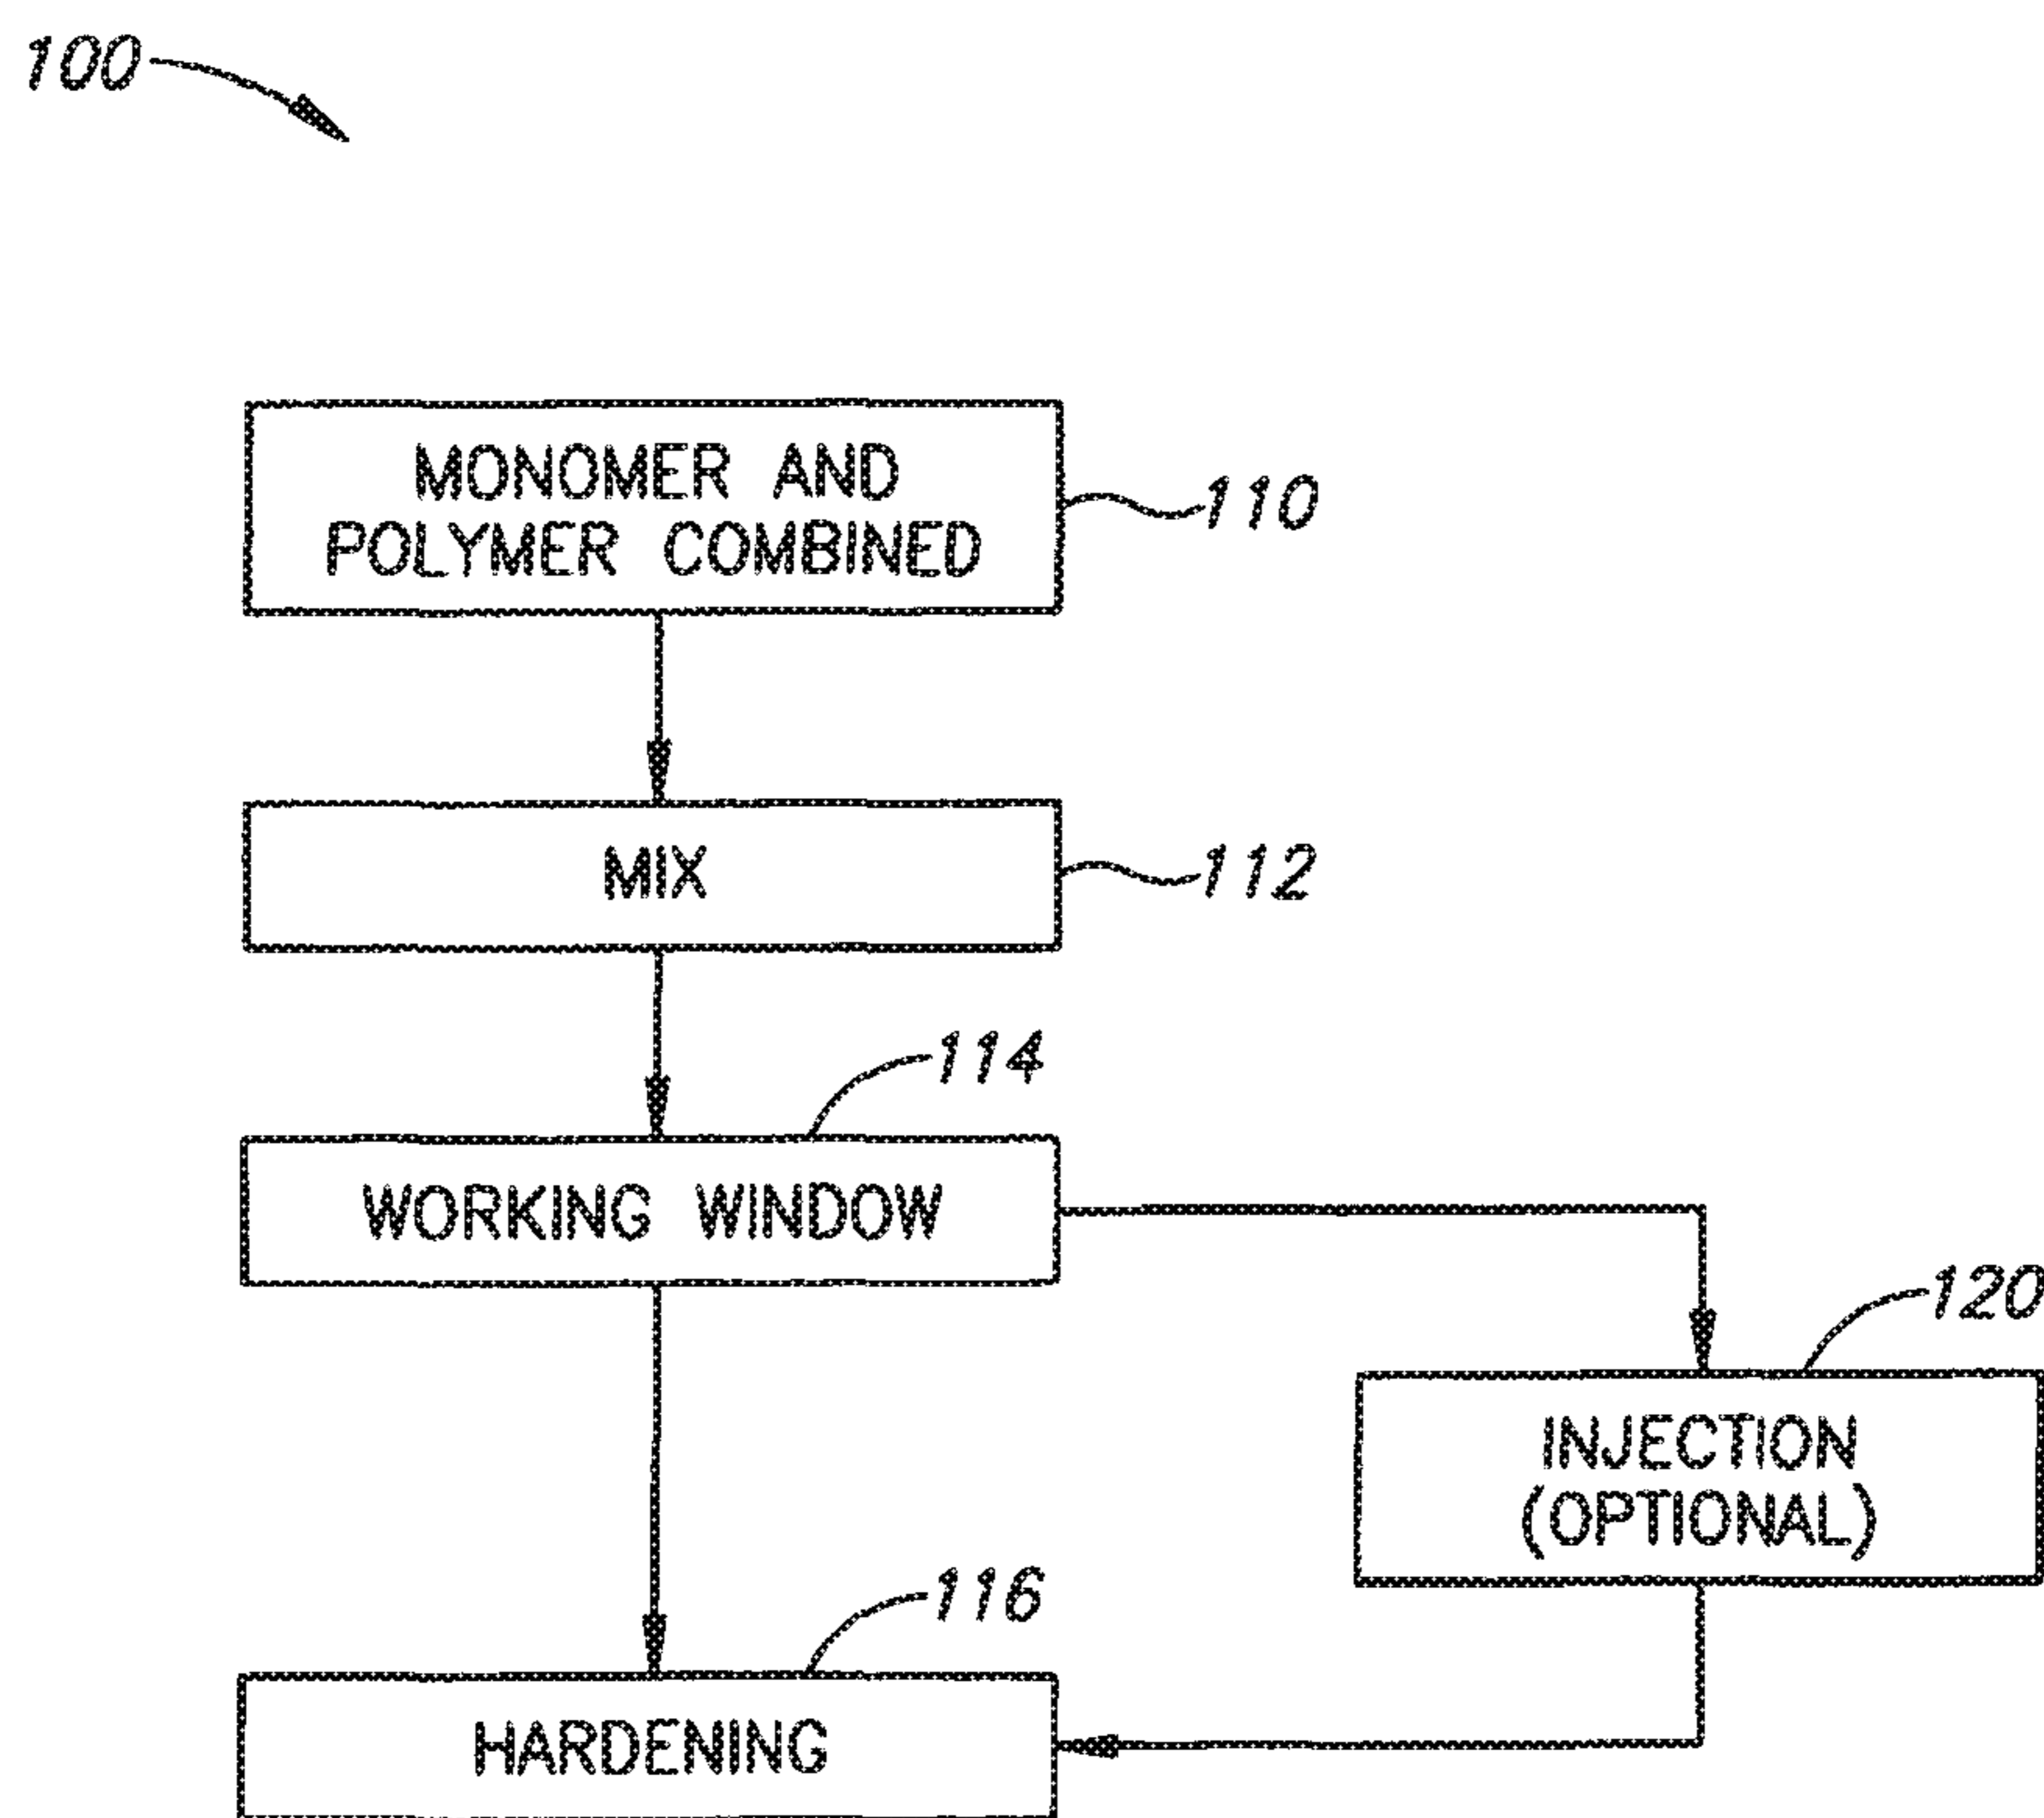 100
MONOMER AND
POLYMER COMBINED
110
MIX
112
114
WORKING WINDOW
120
INJECTION
(OPTIONAL)
116
HARDENING